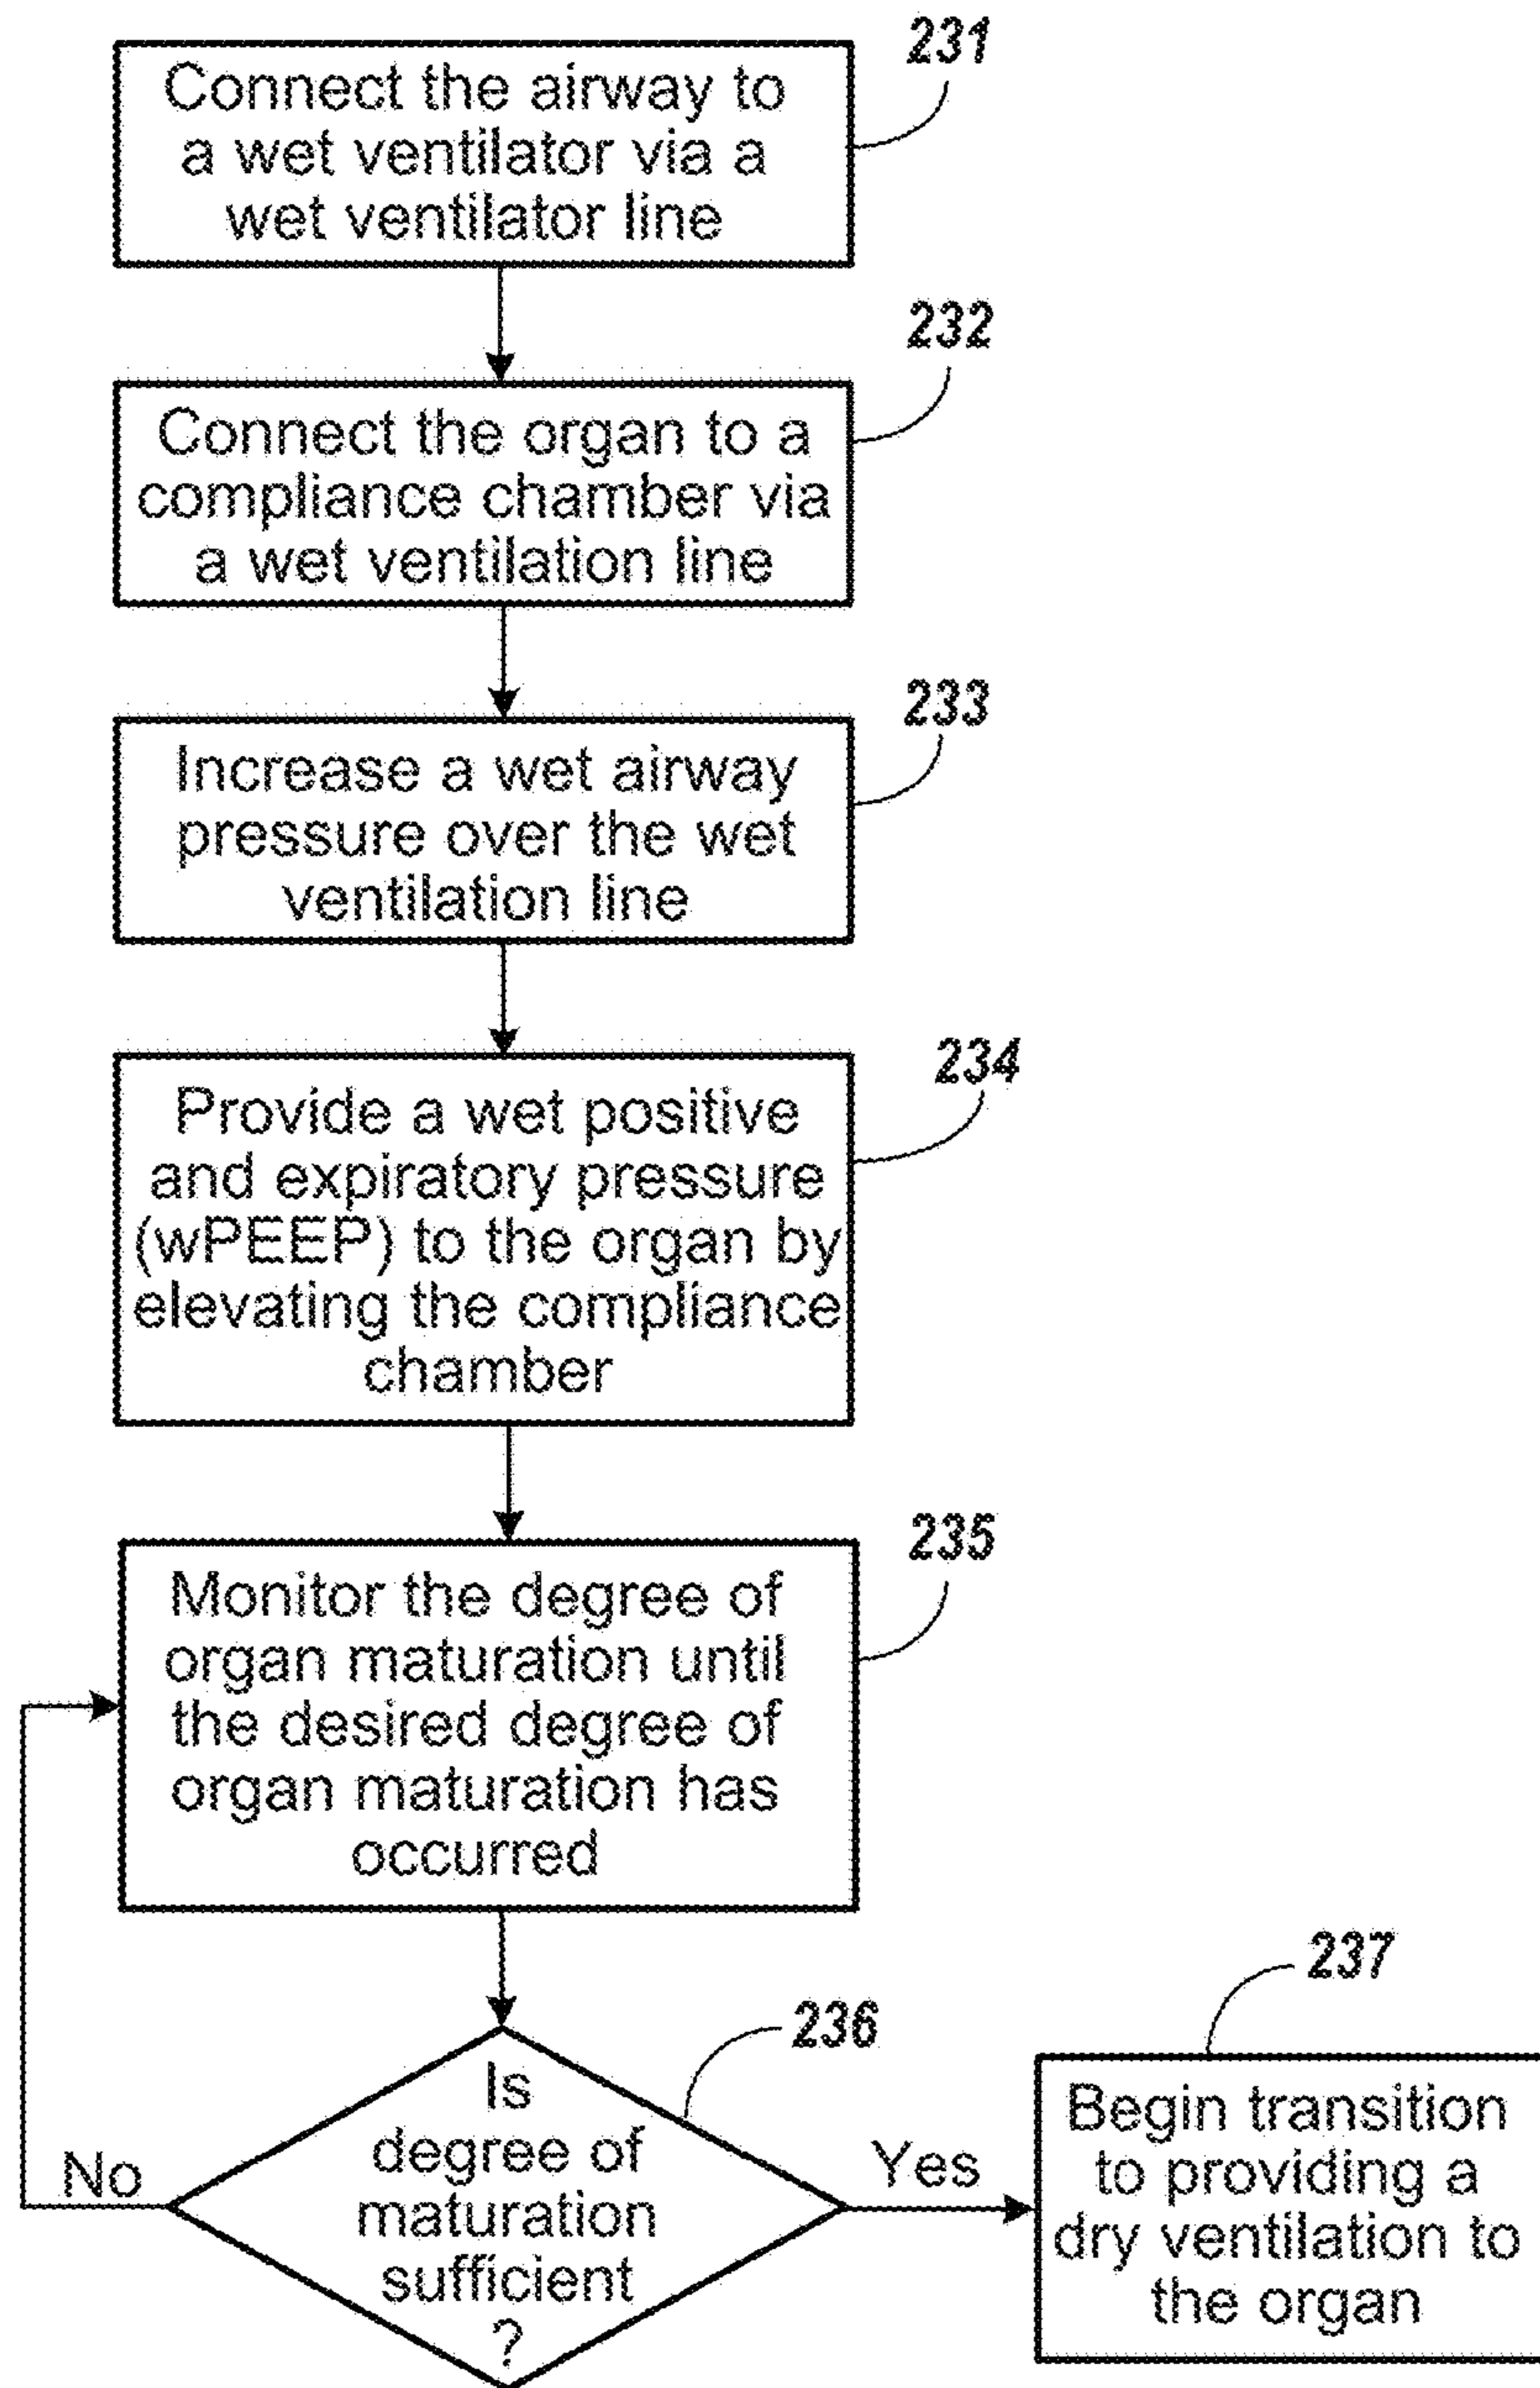 231
Connect the airway to
a wet ventilator via a
wet ventilator line
232
Connect the organ to a
compliance chamber via
a wet ventilation line
233
Increase a wet airway
pressure over the wet
ventilation line
234
Provide a wet positive
and expiratory pressure
(wPEEP) to the organ by
elevating the compliance
chamber
235
Monitor the degree of
organ maturation until
the desired degree of
organ maturation has
occurred
236
Is
degree of
maturation
sufficient
?
No
Yes
237
Begin transition
to providing a
dry ventilation to
the organ